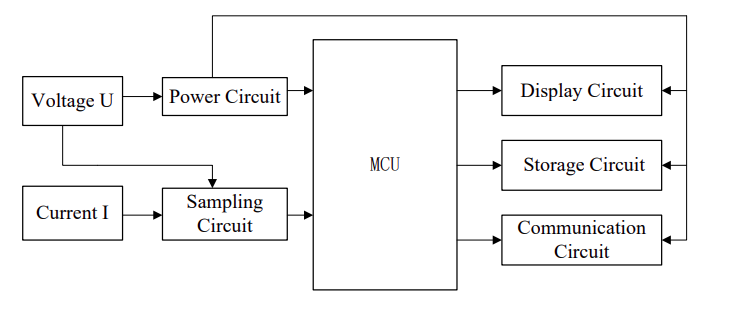 Voltage U
Power Circuit
Display Circuit
MCU
Storage Circuit
Current I
Sampling
Circuit
Communication
Circuit